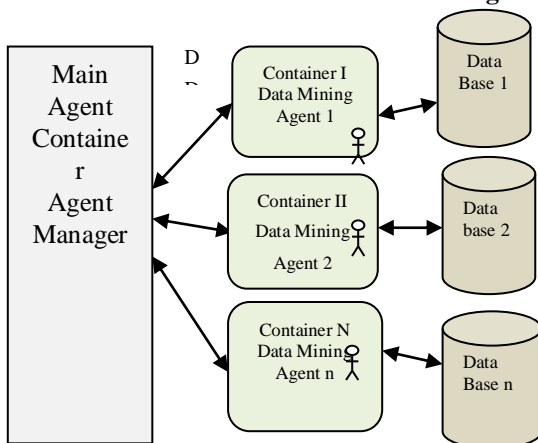 g
Main
Agent
Containe
r
Agent
Manager
D
Container I
Data Mining
Agent 1
Data
Base 1
Container II
Data Mining
Agent 2
Data
base 2
Container N
Data Mining
Agent n
Data
Base n